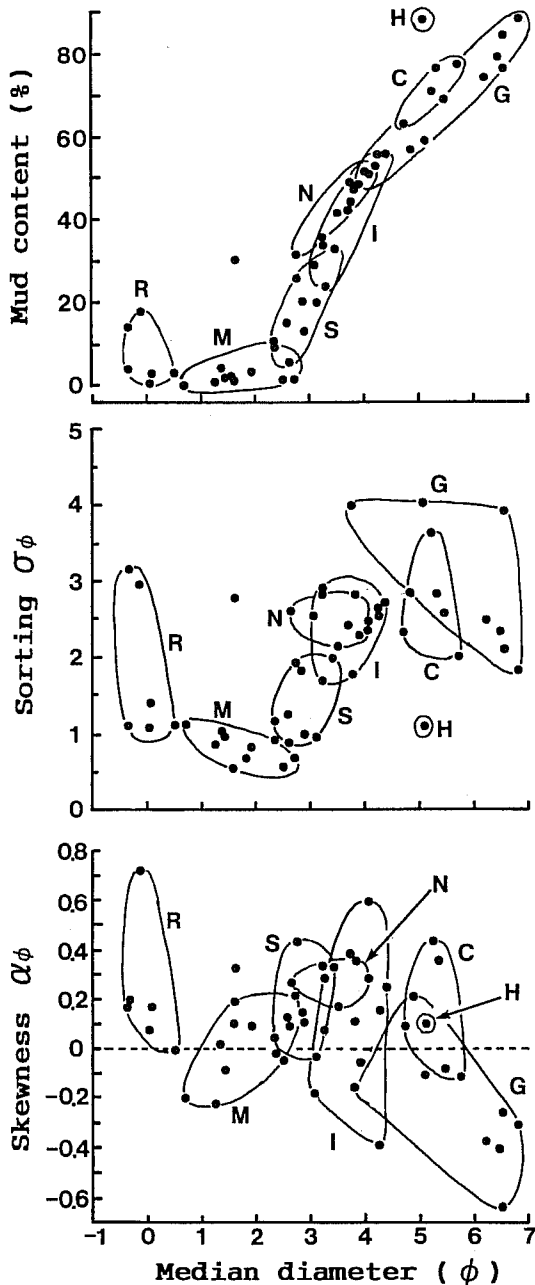 Mud content (%)
80
60
40
20
0
H
C
G
N
I
R
M
S
Sorting σφ
5
4
3
2
1
0
G
N
R
I
C
M
S
H
Skewness αφ
0.8
0.6
0.4
0.2
0
-0.2
-0.4
-0.6
N
R
S
C
H
M
I
G
-1 0 1 2 3 4 5 6 7
Median diameter (φ)